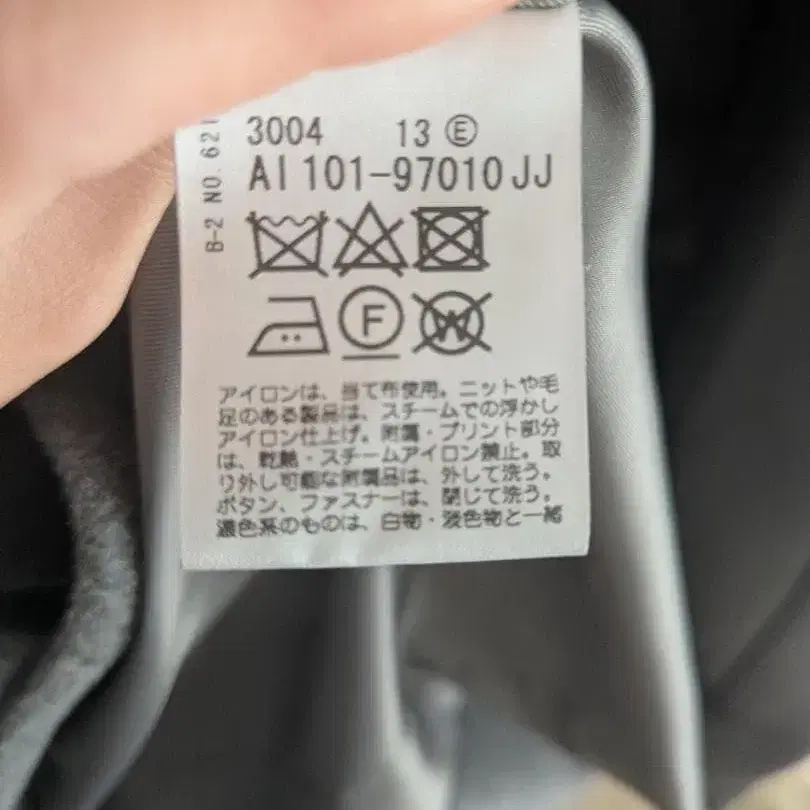 3004 13 Ⓔ
AI 101-97010 JJ
B-2 NO. 621
F
W
アイロンは、当て布使用。ニットや毛
足のある製品は、スチームでの浮かし
アイロン仕上げ。附属・プリント部分
は、乾熱・スチームアイロン禁止。取
り外し可能な附属品は、外して洗う。
ボタン、ファスナーは、閉じて洗う。
濃色系のものは、白物・淡色物と一緒